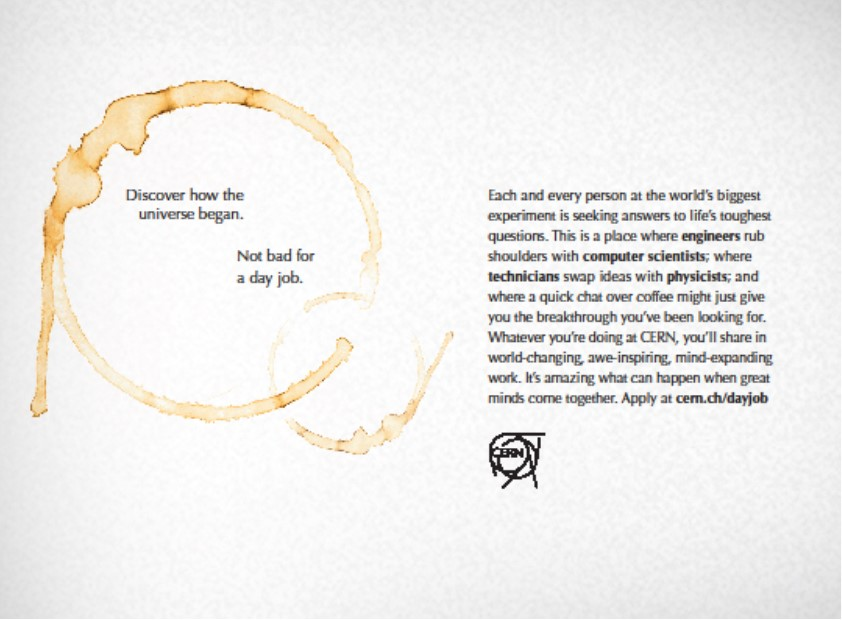 Discover how the
universe began.
Not bad for
a day job.
Each and every person at the world's biggest
experiment is seeking answers to life's toughest
questions. This is a place where engineers rub
shoulders with computer scientists; where
technicians swap ideas with physicists; and
where a quick chat over coffee might just give
you the breakthrough you've been looking for.
Whatever you're doing at CERN, you'll share in
world-changing, awe-inspiring, mind-expanding
work. It's amazing what can happen when great
minds come together. Apply at cern.ch/dayjob
CERN